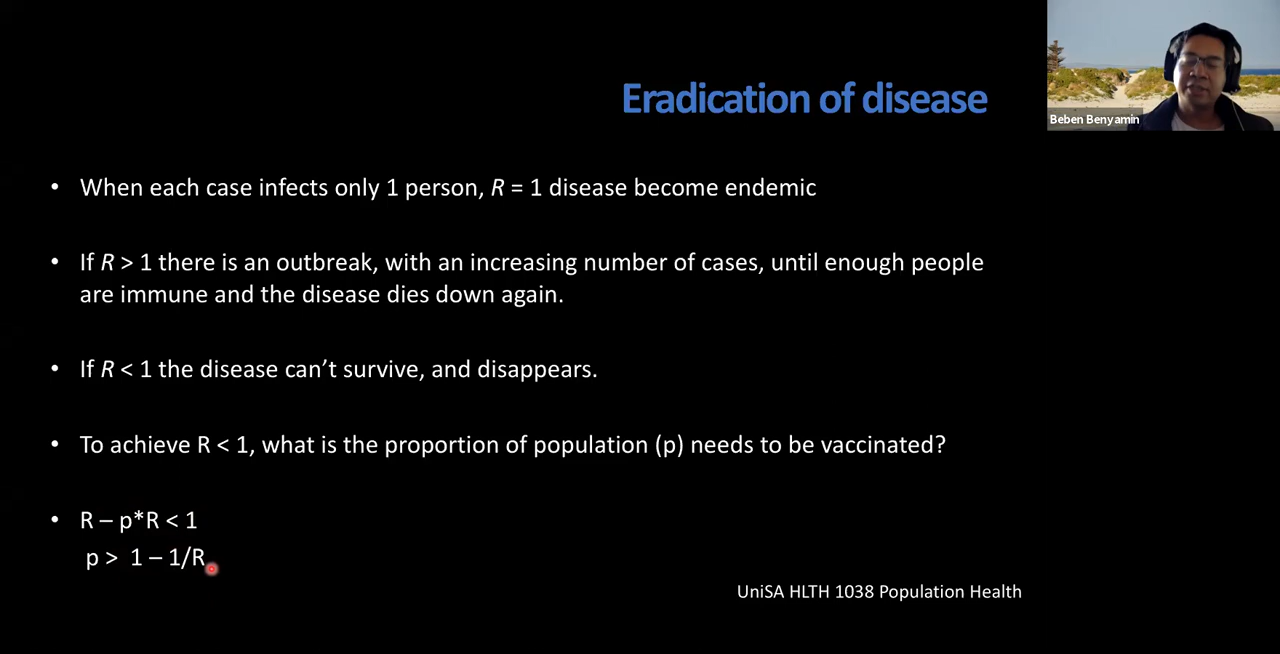 Eradication of disease
Beben Benyamin
• When each case infects only 1 person, R = 1 disease become endemic
• If R > 1 there is an outbreak, with an increasing number of cases, until enough people
are immune and the disease dies down again.
• If R < 1 the disease can’t survive, and disappears.
• To achieve R < 1, what is the proportion of population (p) needs to be vaccinated?
• R – p*R < 1
p > 1 – 1/R
UniSA HLTH 1038 Population Health